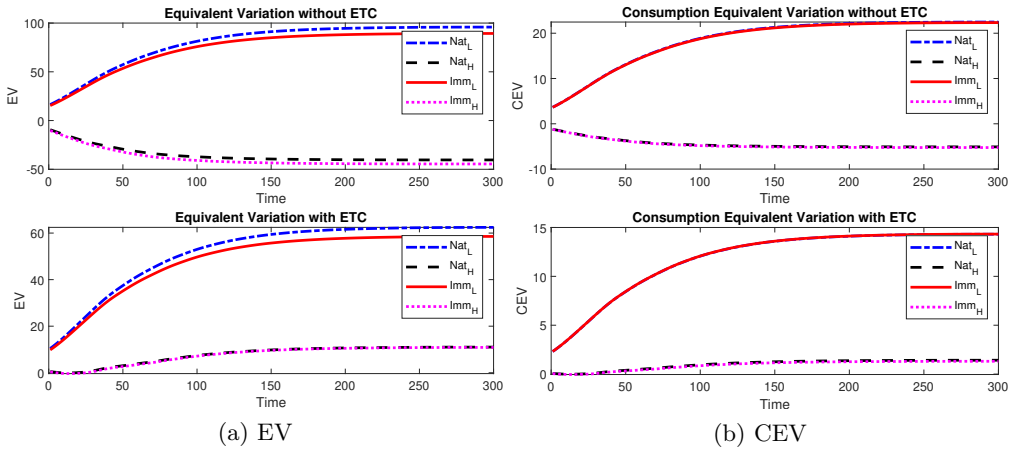 Equivalent Variation without ETC
100
50
0
-50
EV
0 50 100 150 200 250 300
Time
Nat_L
Nat_H
Imm_L
Imm_H
Consumption Equivalent Variation without ETC
20
10
0
-10
CEV
0 50 100 150 200 250 300
Time
Nat_L
Nat_H
Imm_L
Imm_H
Equivalent Variation with ETC
60
40
20
0
EV
0 50 100 150 200 250 300
Time
Nat_L
Nat_H
Imm_L
Imm_H
Consumption Equivalent Variation with ETC
15
10
5
0
CEV
0 50 100 150 200 250 300
Time
Nat_L
Nat_H
Imm_L
Imm_H
(a) EV
(b) CEV